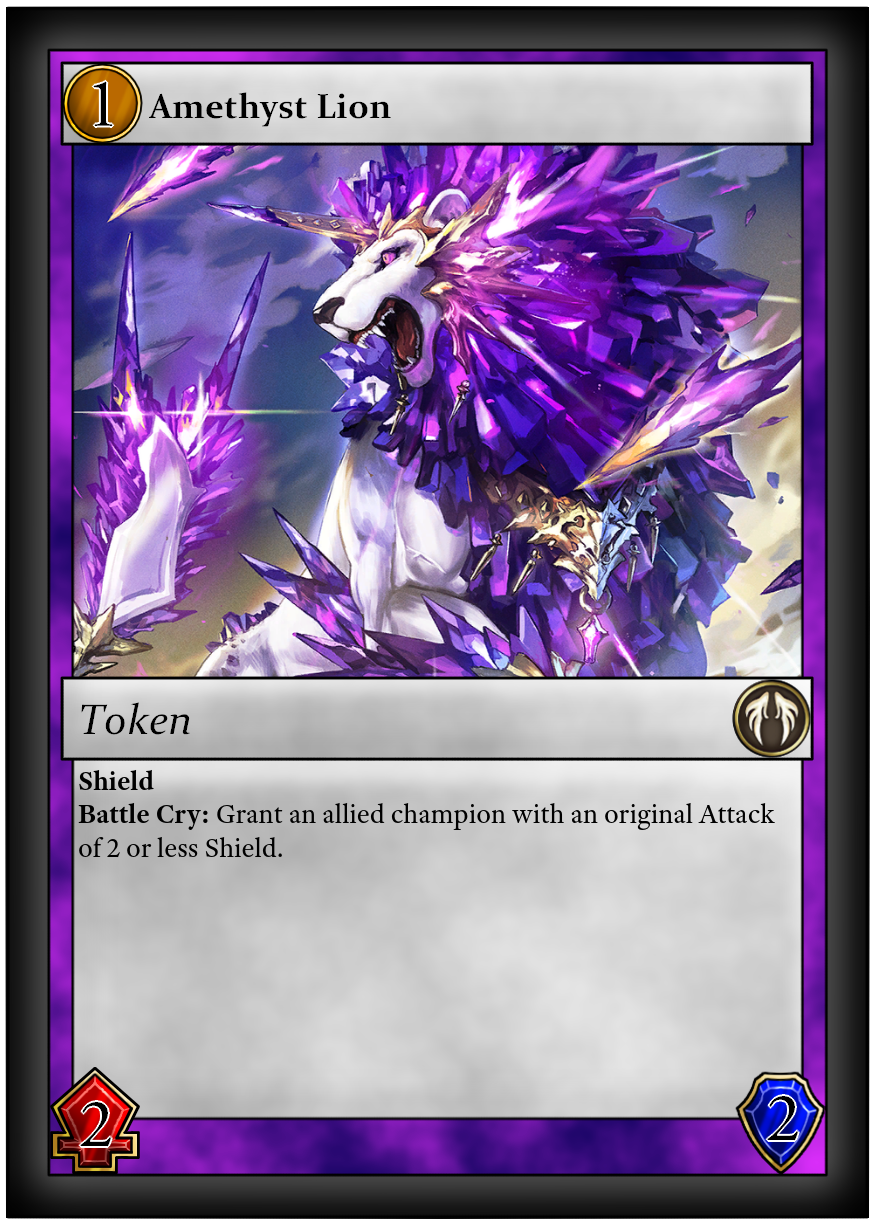 1 Amethyst Lion
Token
Shield
Battle Cry: Grant an allied champion with an original Attack
of 2 or less Shield.
2 2